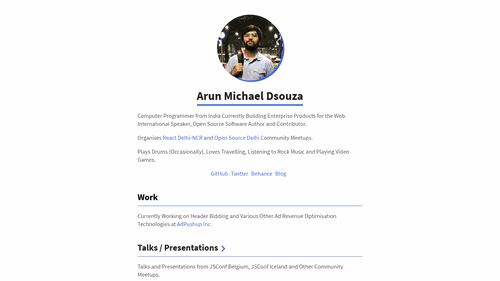 Arun Michael Dsouza
Computer Programmer from India Currently Building Enterprise Products for the Web.
International Speaker, Open Source Software Author and Contributor.
Organises React Delhi-NCR and Open Source Delhi Community Meetups.
Plays Drums (Occasionally), Loves Travelling, Listening to Rock Music and Playing Video
Games.
GitHub Twitter Behance Blog
Work
Currently Working on Header Bidding and Various Other Ad Revenue Optimisation
Technologies at AdPushup Inc.
Talks / Presentations
Talks and Presentations from JSConf Belgium, JSConf Iceland and Other Community
Meetups.